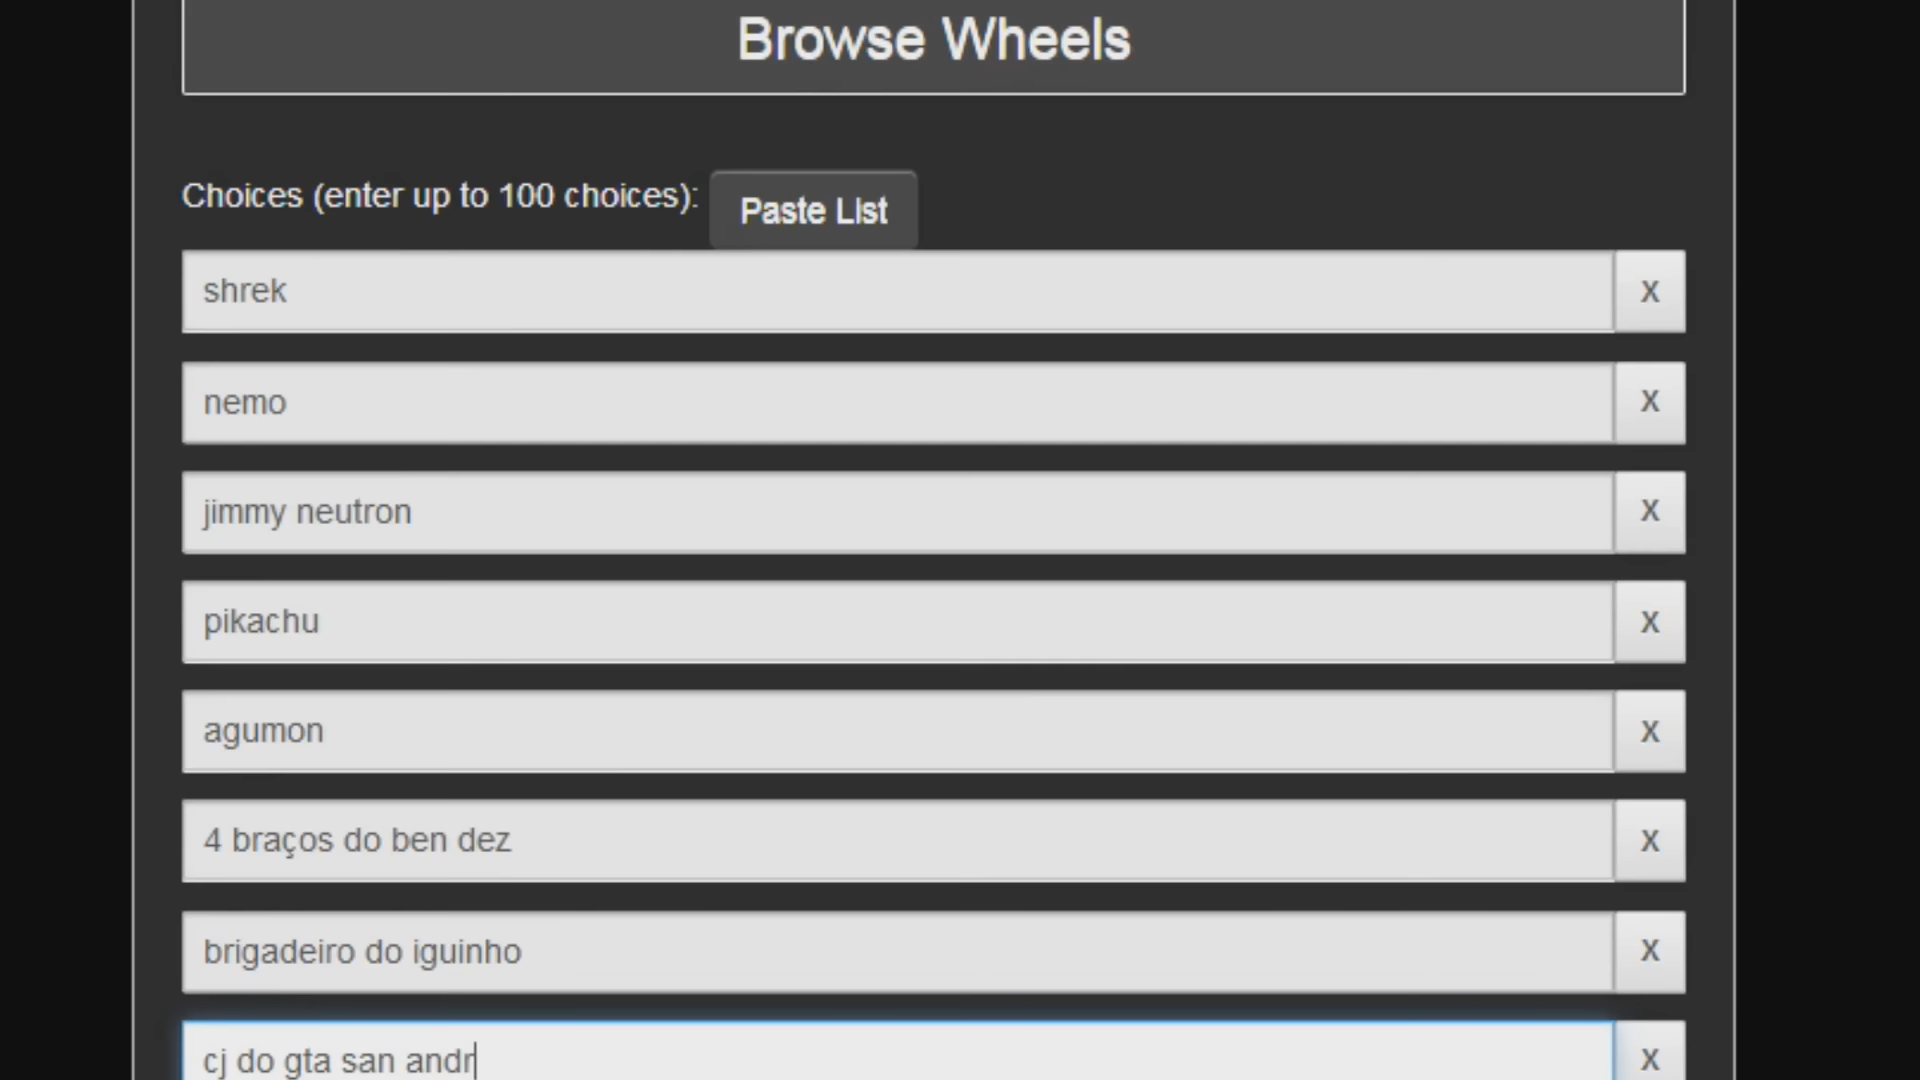 Browse Wheels
Choices (enter up to 100 choices): Paste List
shrek X
nemo X
jimmy neutron X
pikachu X
agumon X
4 braços do ben dez X
brigadeiro do iguinho X
cj do gta san andr X